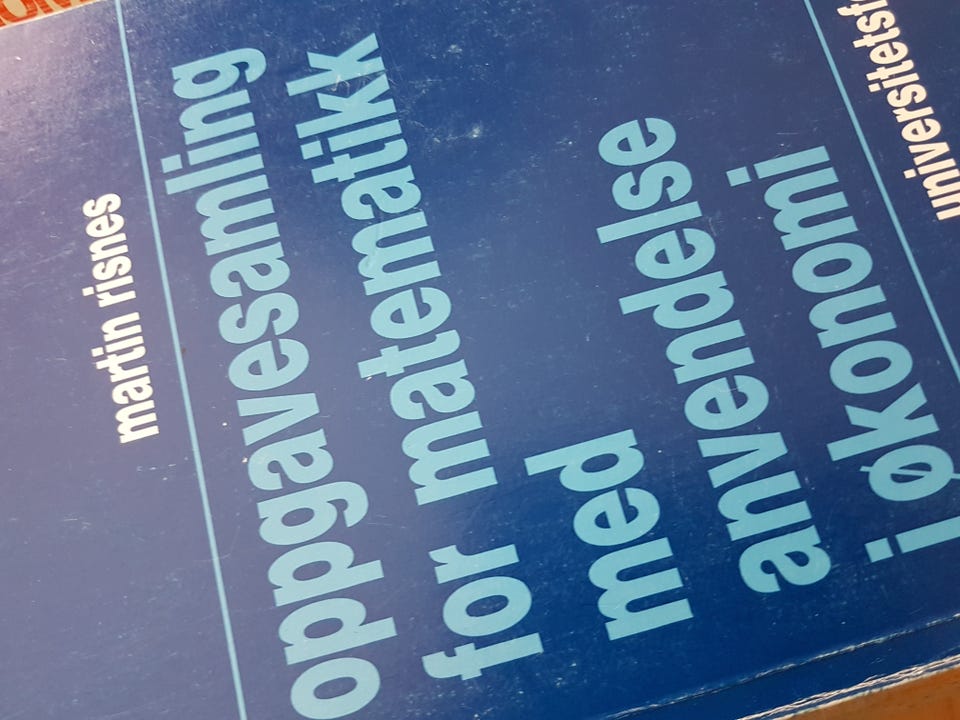 martin risnes
oppgavesamling
for matematikk
med
anvendelse
i økonomi